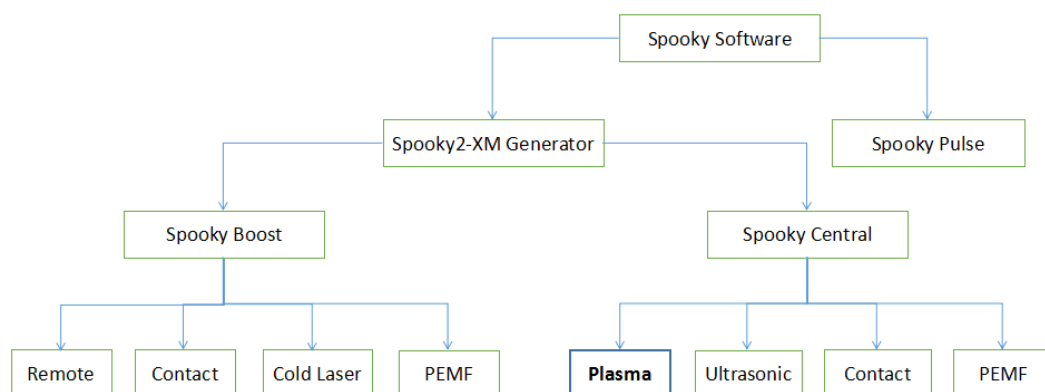 Spooky Software
Spooky2-XM Generator
Spooky Pulse
Spooky Boost
Spooky Central
Remote
Contact
Cold Laser
PEMF
Plasma
Ultrasonic
Contact
PEMF